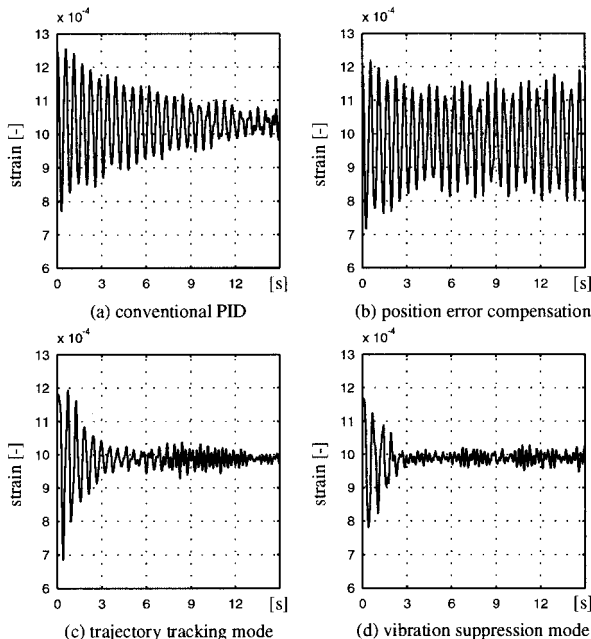 x 10⁻⁴ x 10⁻⁴
13 13
12 12
11 11
10 10
9 9
8 8
7 7
6 6
strain [-] strain [-]
0 3 6 9 12 [s] 0 3 6 9 12 [s]
(a) conventional PID (b) position error compensation
x 10⁻⁴ x 10⁻⁴
13 13
12 12
11 11
10 10
9 9
8 8
7 7
6 6
strain [-] strain [-]
0 3 6 9 12 [s] 0 3 6 9 12 [s]
(c) trajectory tracking mode (d) vibration suppression mode